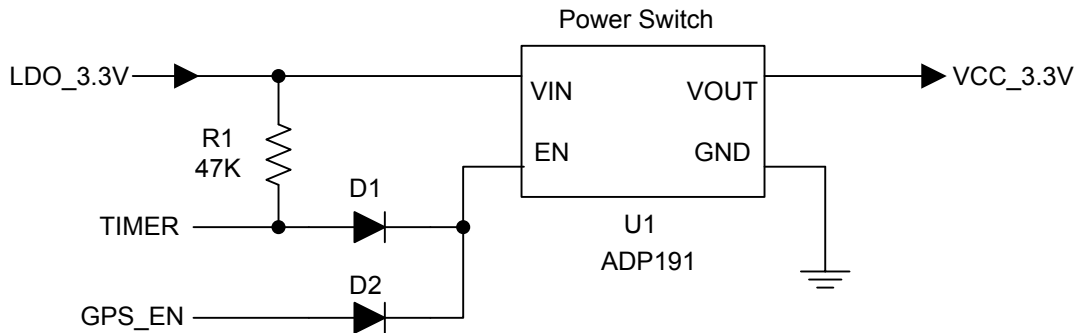 Power Switch
LDO_3.3V
VIN
VOUT
VCC_3.3V
R1
47K
EN
GND
D1
TIMER
U1
ADP191
D2
GPS_EN